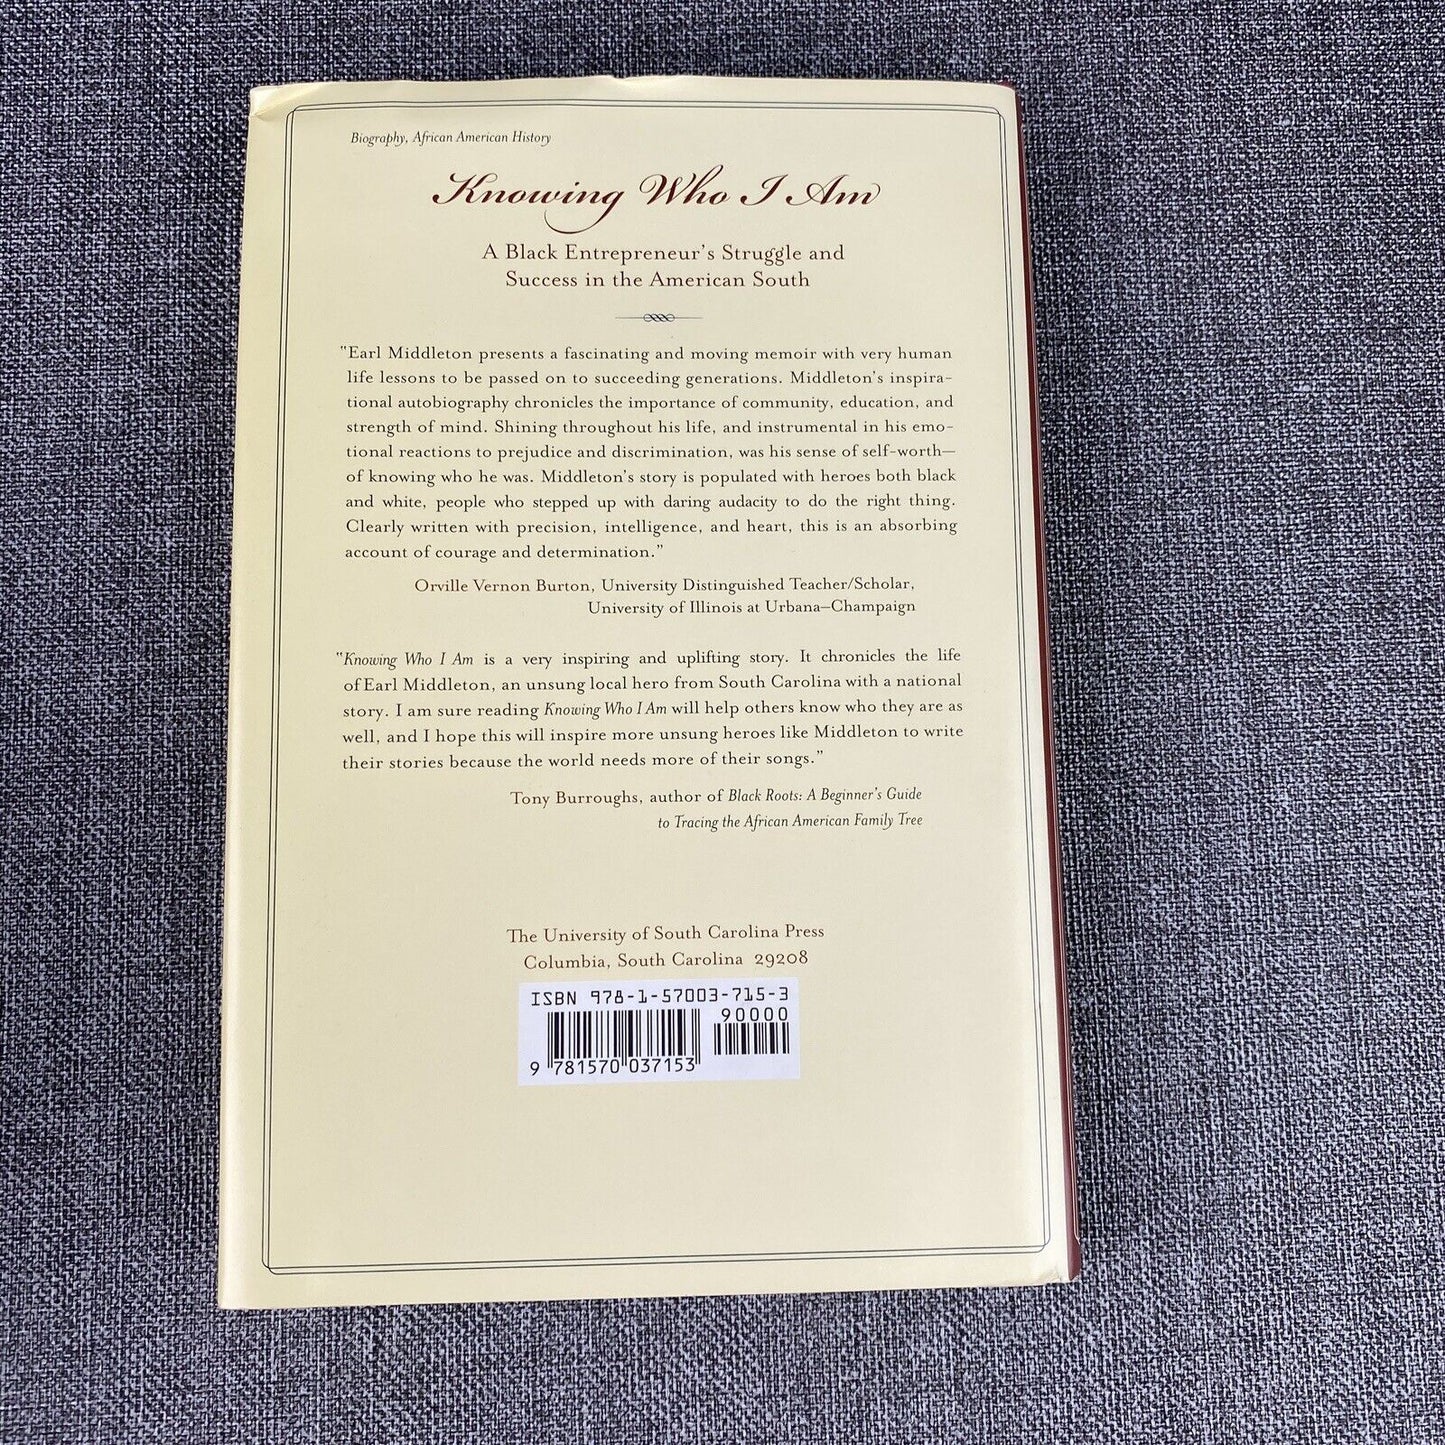 Biography, African American History
Knowing Who I Am
A Black Entrepreneur's Struggle and
Success in the American South
"Earl Middleton presents a fascinating and moving memoir with very human
life lessons to be passed on to succeeding generations. Middleton's inspira-
tional autobiography chronicles the importance of community, education, and
strength of mind. Shining throughout his life, and instrumental in his emo-
tional reactions to prejudice and discrimination, was his sense of self-worth—
of knowing who he was. Middleton's story is populated with heroes both black
and white, people who stepped up with daring audacity to do the right thing.
Clearly written with precision, intelligence, and heart, this is an absorbing
account of courage and determination."
Orville Vernon Burton, University Distinguished Teacher/Scholar,
University of Illinois at Urbana–Champaign
"Knowing Who I Am is a very inspiring and uplifting story. It chronicles the life
of Earl Middleton, an unsung local hero from South Carolina with a national
story. I am sure reading Knowing Who I Am will help others know who they are as
well, and I hope this will inspire more unsung heroes like Middleton to write
their stories because the world needs more of their songs."
Tony Burroughs, author of Black Roots: A Beginner's Guide
to Tracing the African American Family Tree
The University of South Carolina Press
Columbia, South Carolina 29208
ISBN 978-1-57003-715-3
90000
9 781570 037153